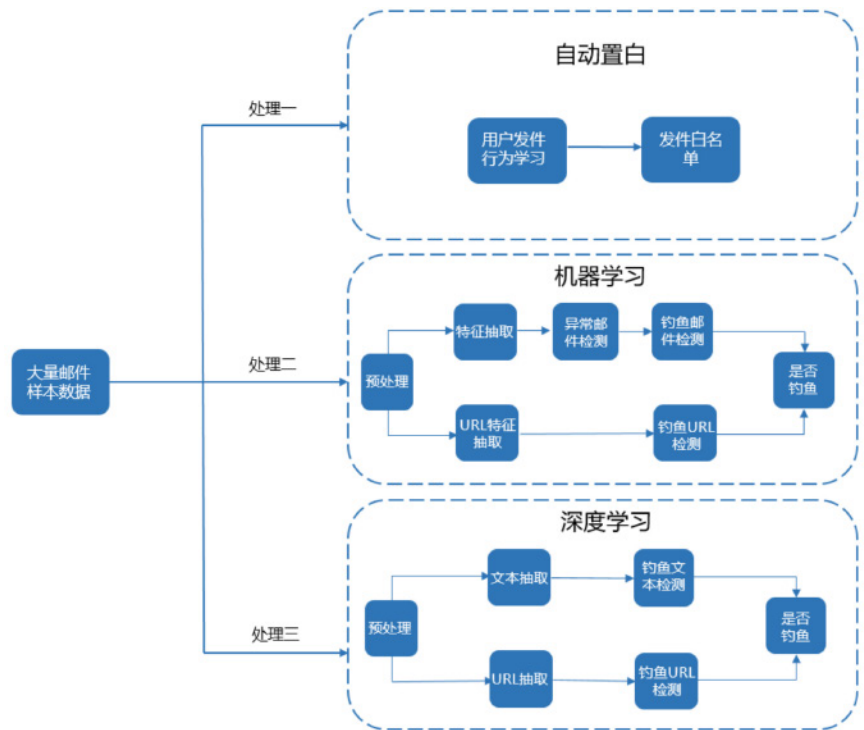 自动置白
处理一
用户发件
行为学习
发件白名
单
机器学习
特征抽取
异常邮
件检测
钓鱼邮
件检测
大量邮件
样本数据
处理二
预处理
是否
钓鱼
URL特征
抽取
钓鱼URL
检测
深度学习
文本抽取
钓鱼文
本检测
处理三
预处理
是否
钓鱼
URL抽取
钓鱼URL
检测